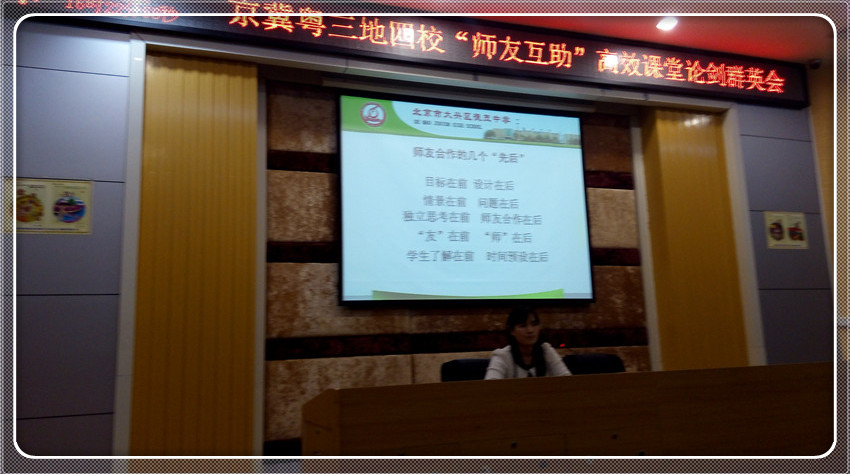 京冀粤三地四校“师友互助”高效课堂论剑群英会
北京市大兴区魏善庄中学
师友合作的几个“先后”
目标在前 设计在后
情景在前 问题在后
独立思考在前 师友合作在后
“友”在前 “师”在后
学生了解在前 时间预设在后